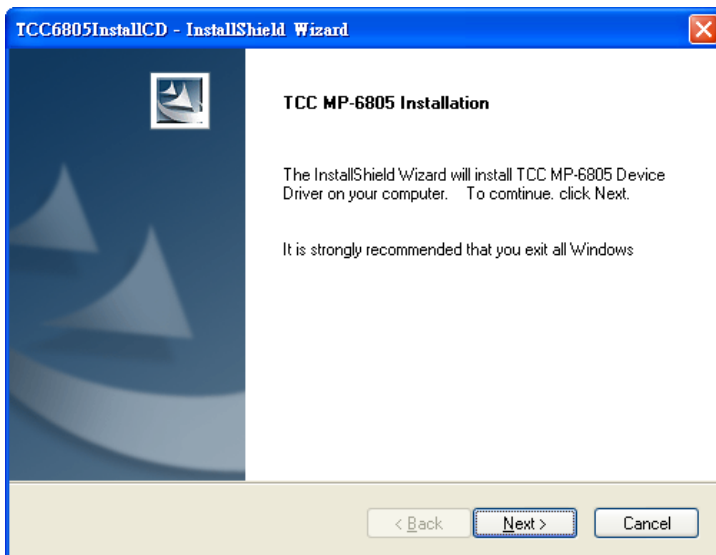 TCC6805InstallCD - InstallShield Wizard
TCC MP-6805 Installation
The InstallShield Wizard will install TCC MP-6805 Device
Driver on your computer. To comtinue. click Next.
It is strongly recommended that you exit all Windows
< Back
Next >
Cancel